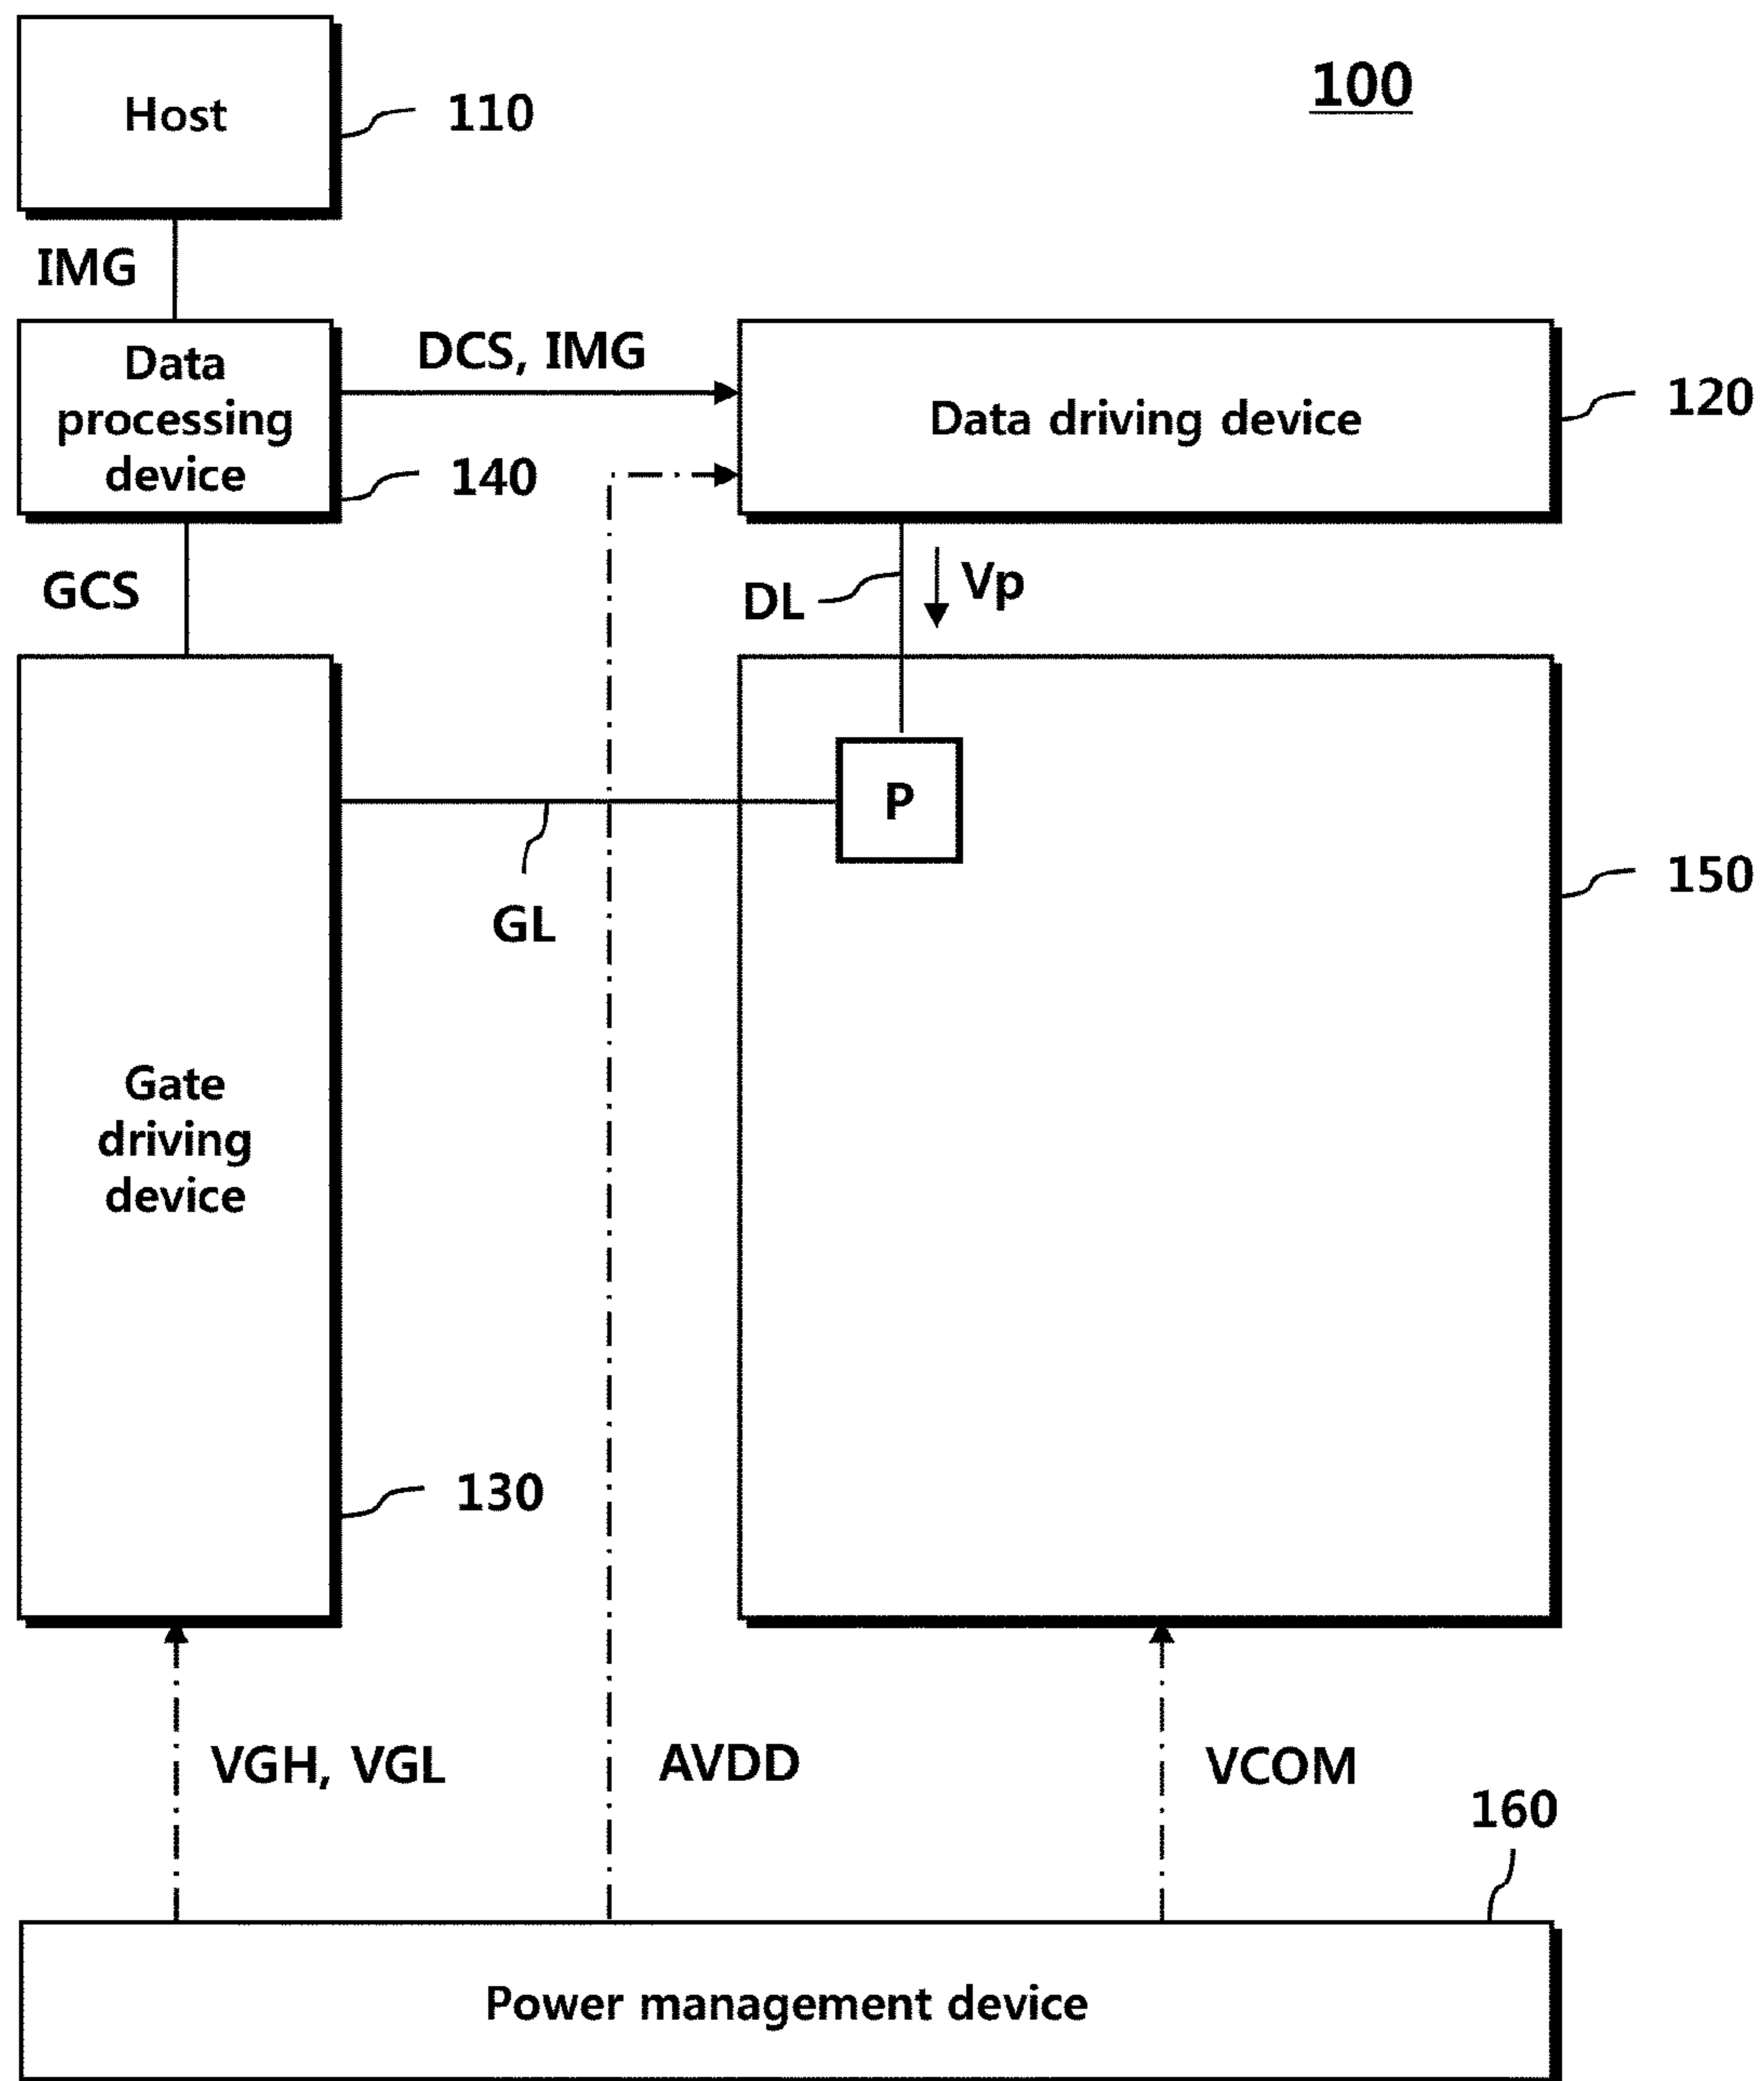 100
Host
110
IMG
Data
processing
device
140
DCS, IMG
Data driving device
120
GCS
DL
Vp
P
GL
150
Gate
driving
device
130
VGH, VGL
AVDD
VCOM
160
Power management device